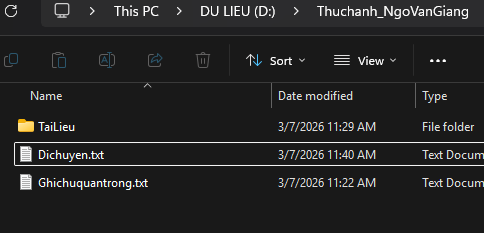 This PC > DU LIEU (D:) > Thuchanh_NgoVanGiang
Sort View
Name Date modified Type
TaiLieu 3/7/2026 11:29 AM File folder
Dichuyen.txt 3/7/2026 11:40 AM Text Docum
Ghichuquantrong.txt 3/7/2026 11:22 AM Text Docum